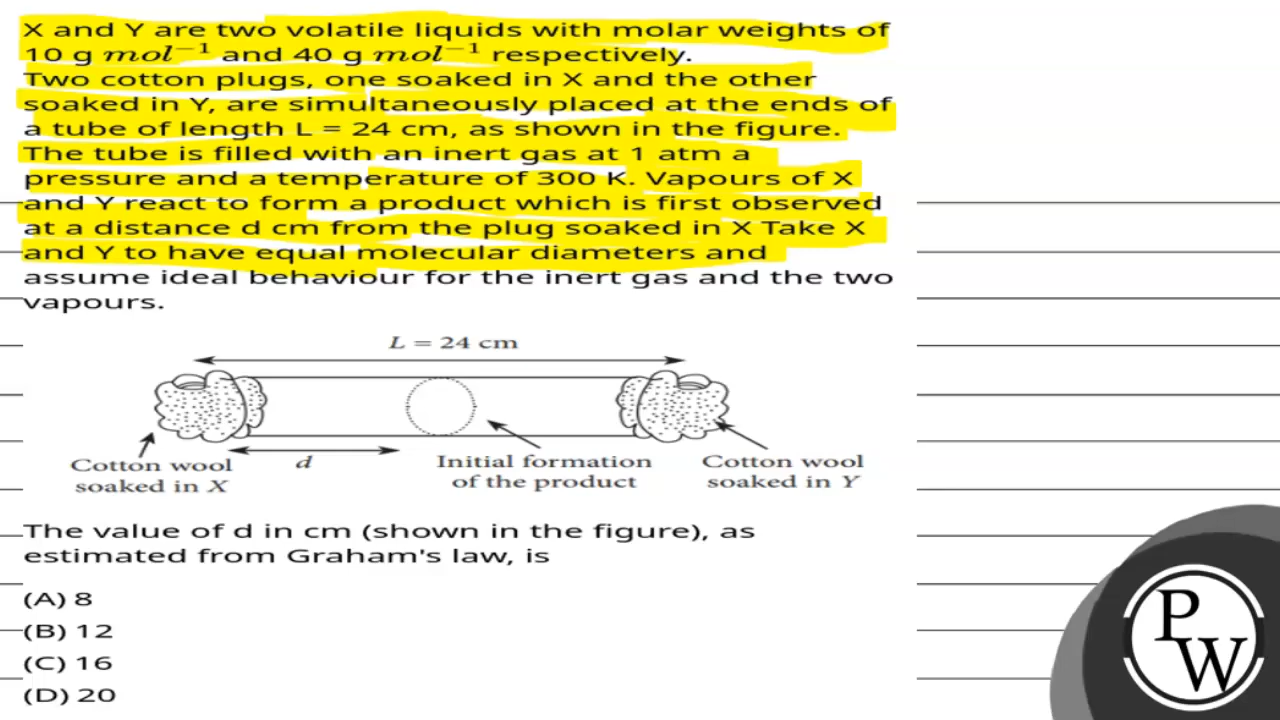 X and Y are two volatile liquids with molar weights of
10 g mol⁻¹ and 40 g mol⁻¹ respectively.
Two cotton plugs, one soaked in X and the other
soaked in Y, are simultaneously placed at the ends of
a tube of length L = 24 cm, as shown in the figure.
The tube is filled with an inert gas at 1 atm a
pressure and a temperature of 300 K. Vapours of X
and Y react to form a product which is first observed
at a distance d cm from the plug soaked in X Take X
and Y to have equal molecular diameters and
assume ideal behaviour for the inert gas and the two
vapours.
L = 24 cm
d
Cotton wool
soaked in X
Initial formation
of the product
Cotton wool
soaked in Y
The value of d in cm (shown in the figure), as
estimated from Graham's law, is
(A) 8
(B) 12
(C) 16
(D) 20
P
W